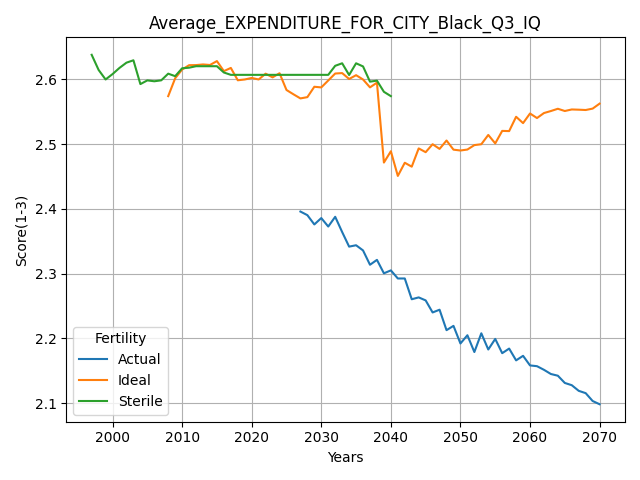 Average_EXPENDITURE_FOR_CITY_Black_Q3_IQ
Score(1-3)
2.6
2.5
2.4
2.3
2.2
2.1
Fertility
Actual
Ideal
Sterile
2000 2010 2020 2030 2040 2050 2060 2070
Years